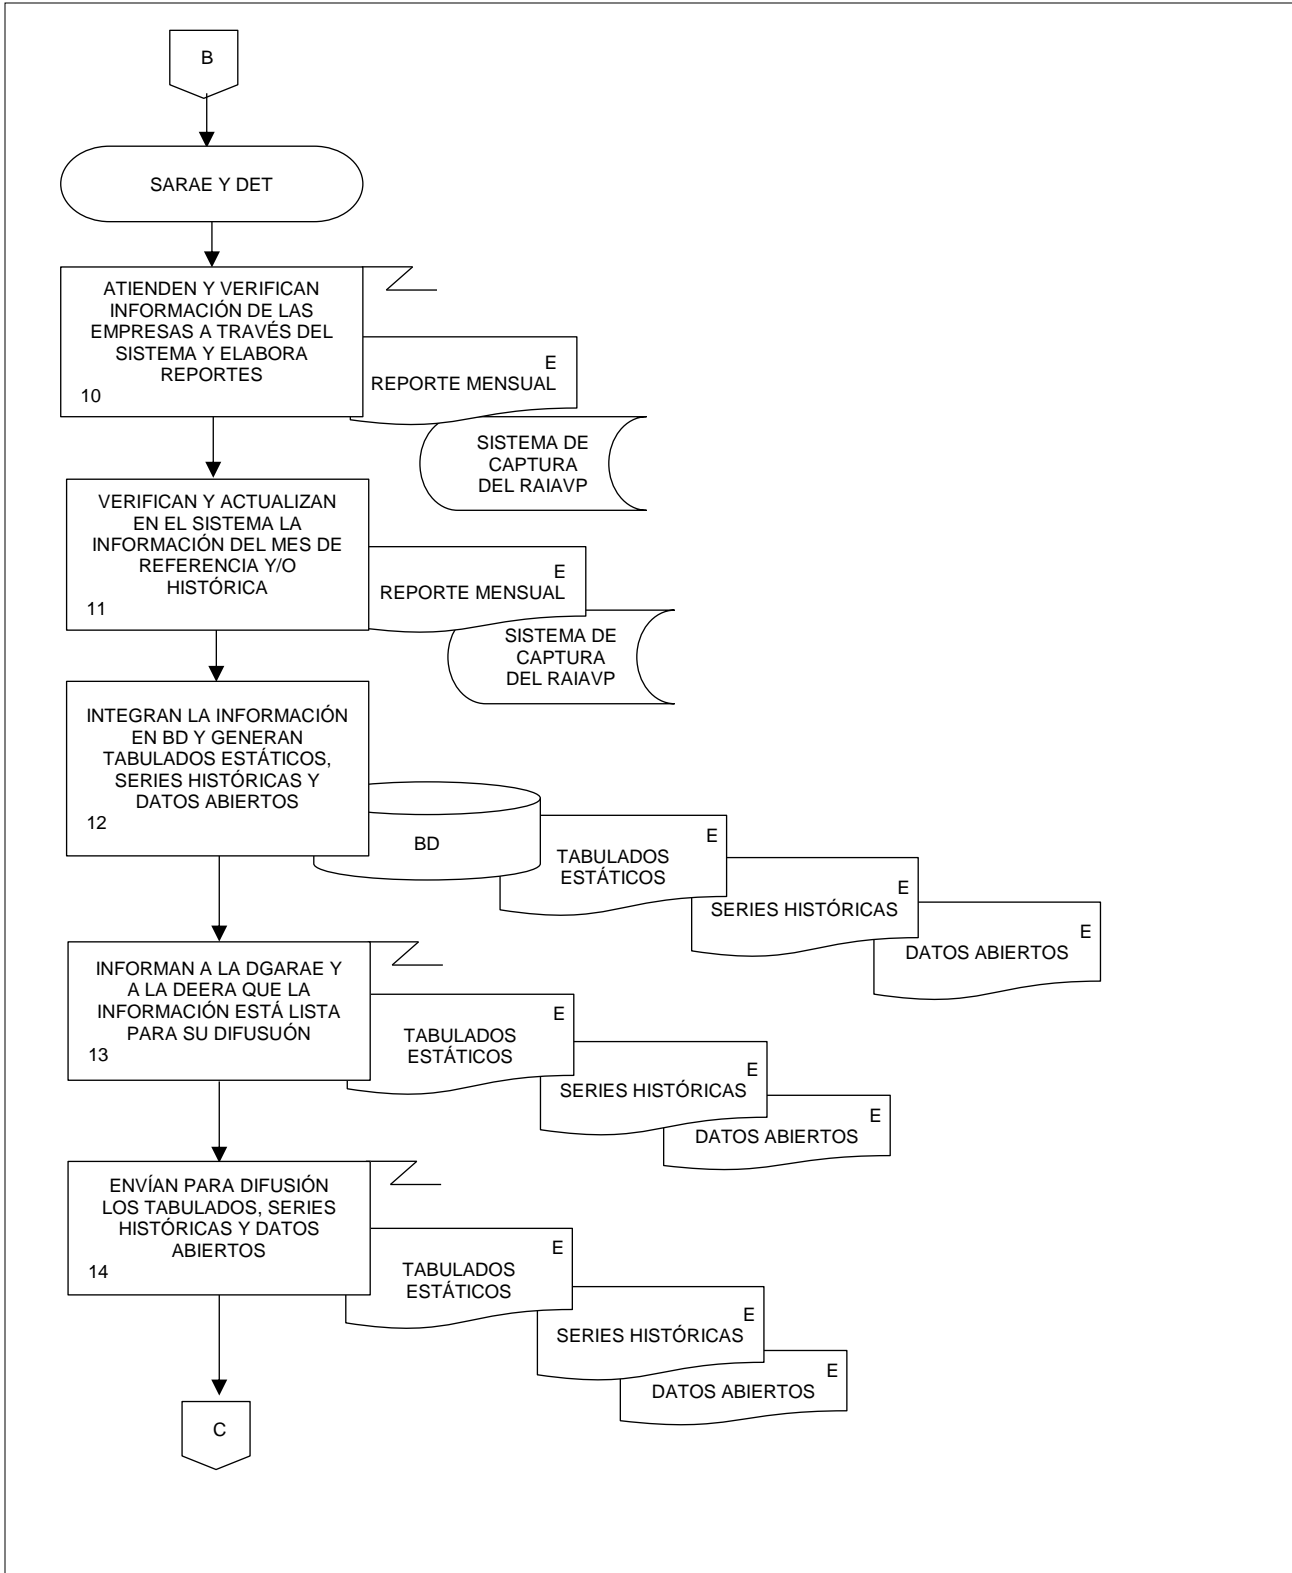 B
SARAE Y DET
ATIENDEN Y VERIFICAN
INFORMACIÓN DE LAS
EMPRESAS A TRAVÉS DEL
SISTEMA Y ELABORA
REPORTES
10
E
REPORTE MENSUAL
SISTEMA DE
CAPTURA
DEL RAIAVP
VERIFICAN Y ACTUALIZAN
EN EL SISTEMA LA
INFORMACIÓN DEL MES DE
REFERENCIA Y/O
HISTÓRICA
11
E
REPORTE MENSUAL
SISTEMA DE
CAPTURA
DEL RAIAVP
INTEGRAN LA INFORMACIÓN
EN BD Y GENERAN
TABULADOS ESTÁTICOS,
SERIES HISTÓRICAS Y
DATOS ABIERTOS
12
BD
E
TABULADOS
ESTÁTICOS
E
SERIES HISTÓRICAS
E
DATOS ABIERTOS
INFORMAN A LA DGARAE Y
A LA DEERA QUE LA
INFORMACIÓN ESTÁ LISTA
PARA SU DIFUSUÓN
13
E
TABULADOS
ESTÁTICOS
E
SERIES HISTÓRICAS
E
DATOS ABIERTOS
ENVÍAN PARA DIFUSIÓN
LOS TABULADOS, SERIES
HISTÓRICAS Y DATOS
ABIERTOS
14
E
TABULADOS
ESTÁTICOS
E
SERIES HISTÓRICAS
E
DATOS ABIERTOS
C